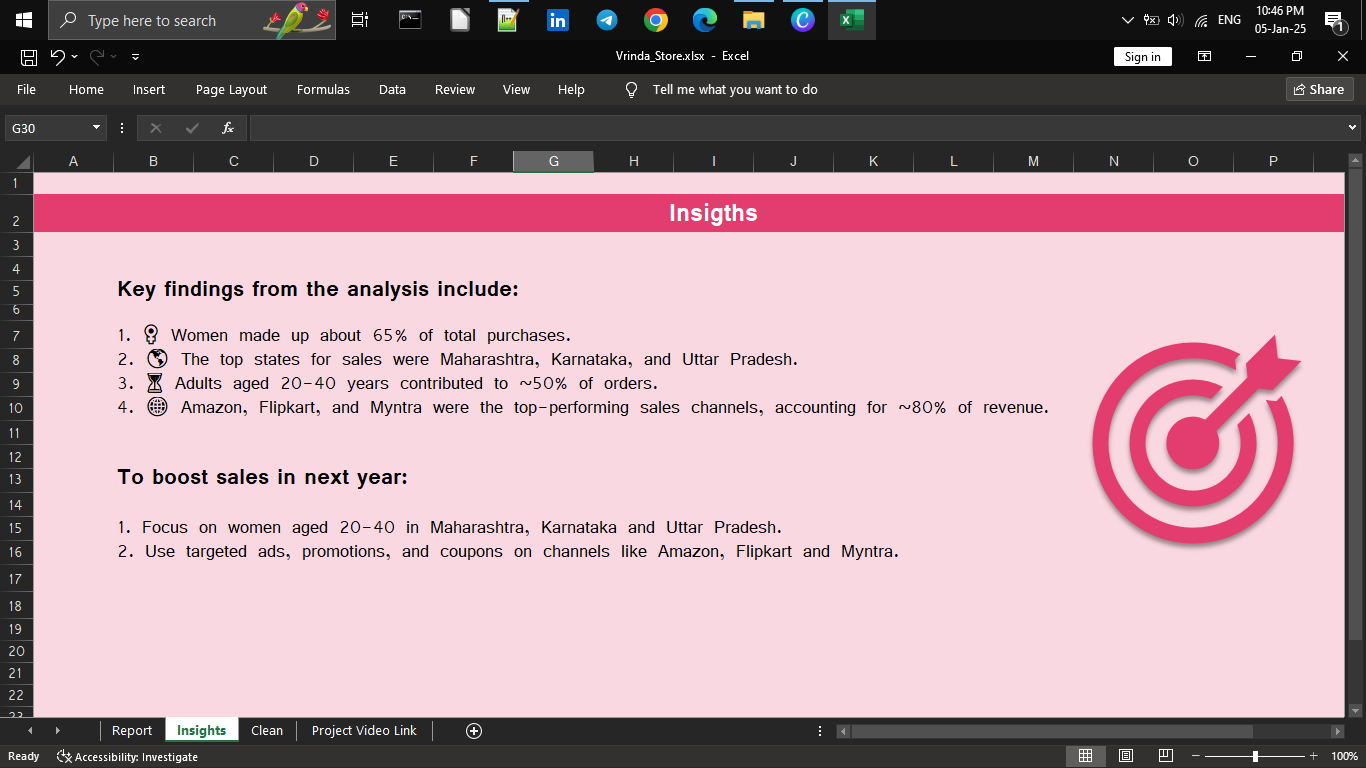 Type here to search
ENG
10:46 PM
05-Jan-25
1
Vrinda_Store.xlsx - Excel
Sign in
File Home Insert Page Layout Formulas Data Review View Help Tell me what you want to do
Share
G30
fx
A B C D E F G H I J K L M N O P
1
2 Insigths
3
4
5 Key findings from the analysis include:
6
7 1. Women made up about 65% of total purchases.
8 2. The top states for sales were Maharashtra, Karnataka, and Uttar Pradesh.
9 3. Adults aged 20-40 years contributed to ~50% of orders.
10 4. Amazon, Flipkart, and Myntra were the top-performing sales channels, accounting for ~80% of revenue.
11
12
13 To boost sales in next year:
14
15 1. Focus on women aged 20-40 in Maharashtra, Karnataka and Uttar Pradesh.
16 2. Use targeted ads, promotions, and coupons on channels like Amazon, Flipkart and Myntra.
17
18
19
20
21
22
23
Report Insights Clean Project Video Link
Ready Accessibility: Investigate
100%